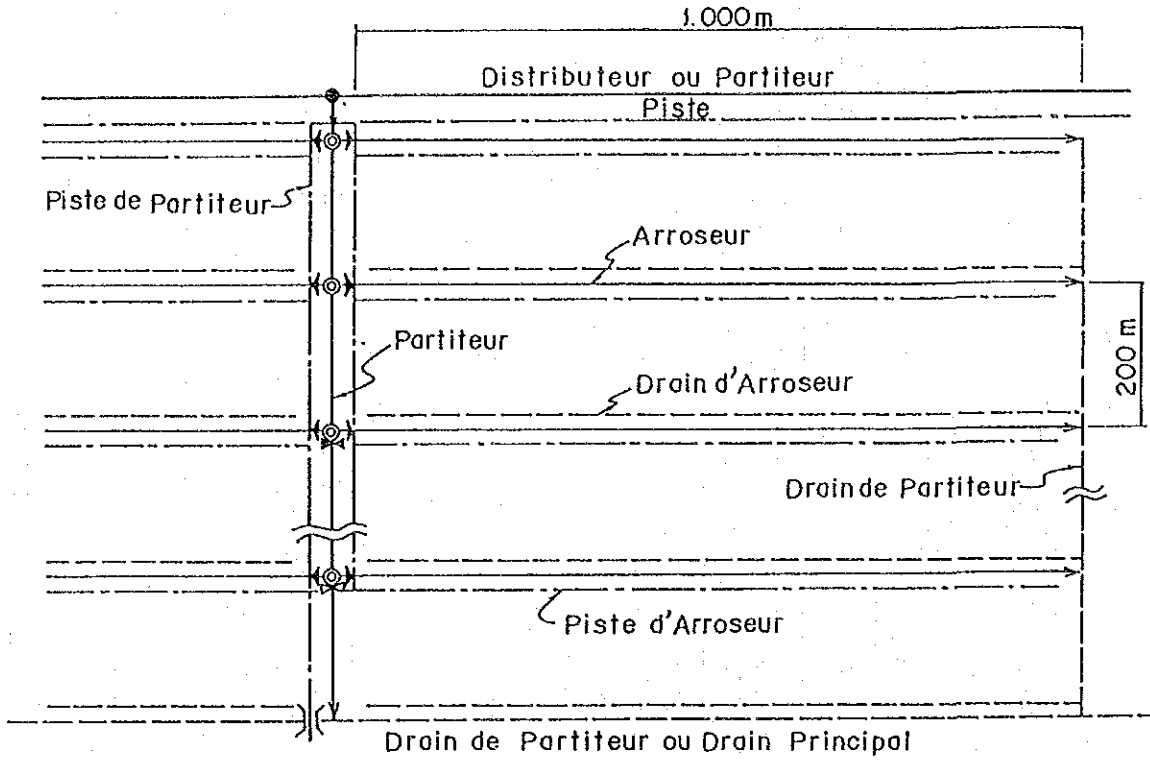 1.000 m
Distributeur ou Partiteur
Piste
Piste de Partiteur
Arroseur
Partiteur
200 m
Drain d'Arroseur
Drain de Partiteur
Piste d'Arroseur
Drain de Partiteur ou Drain Principal